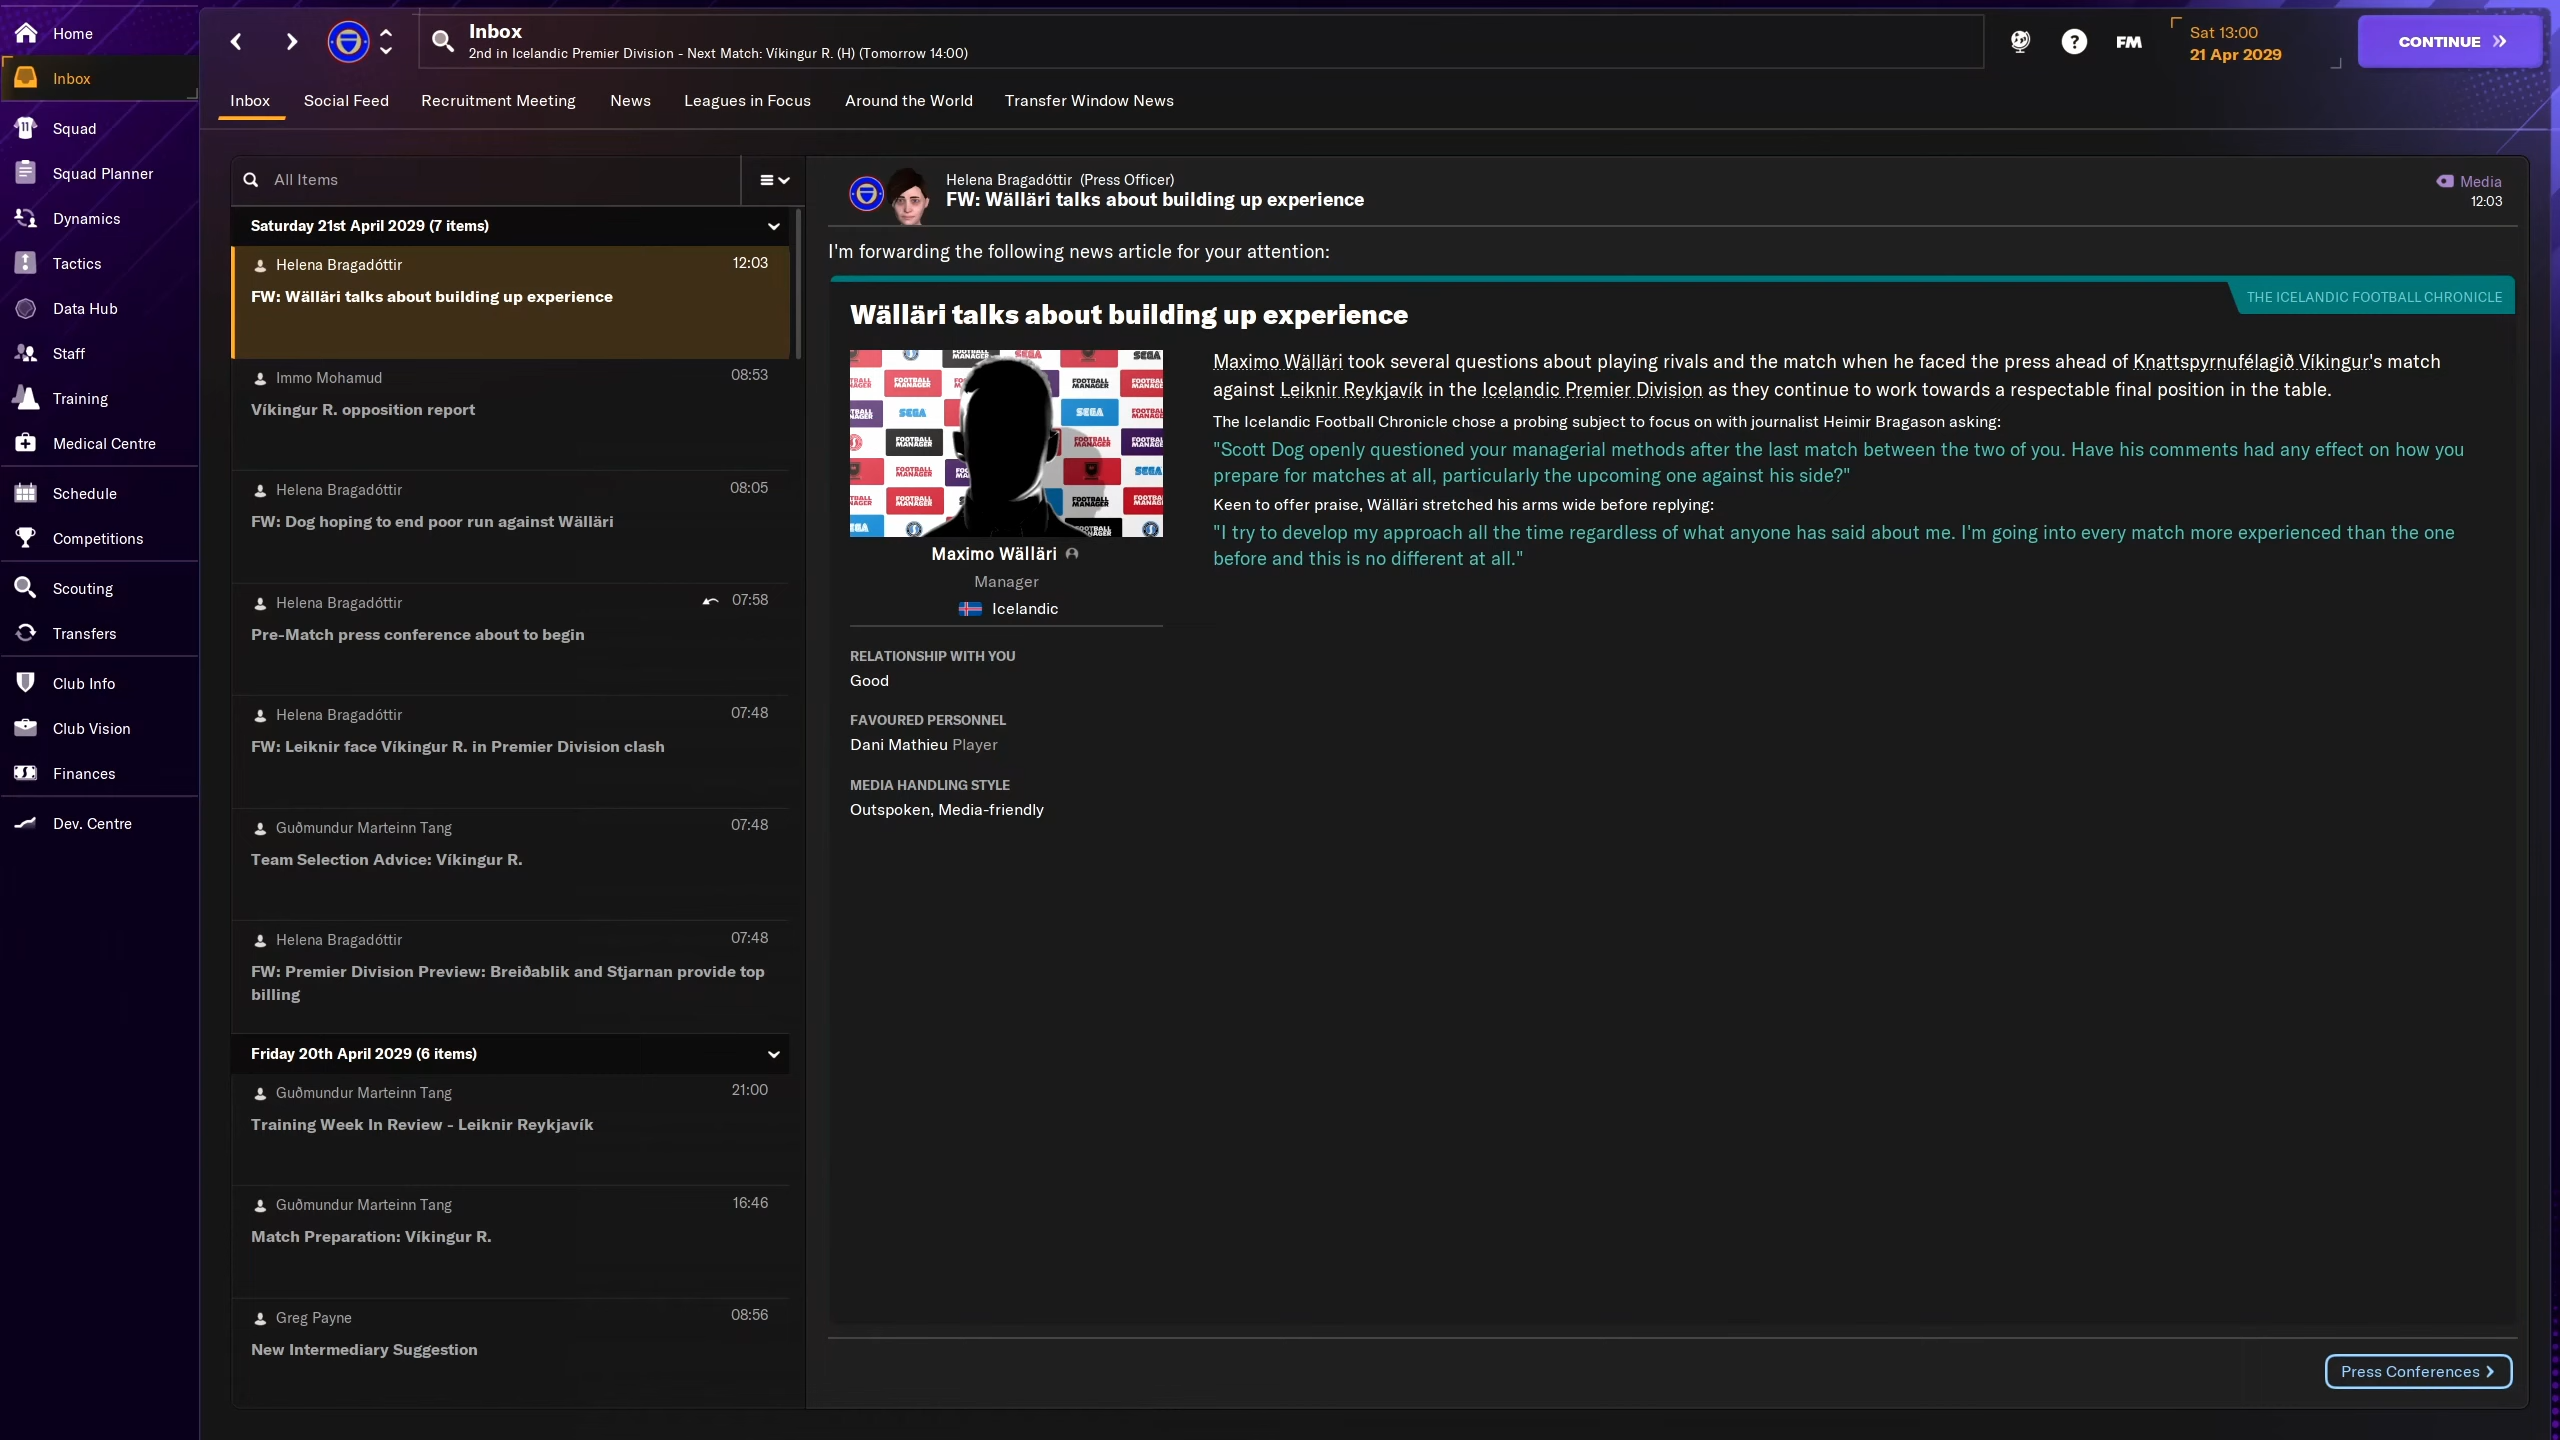 Home
Inbox
Squad
Squad Planner
Dynamics
Tactics
Data Hub
Staff
Training
Medical Centre
Schedule
Competitions
Scouting
Transfers
Club Info
Club Vision
Finances
Dev. Centre
Inbox
2nd in Icelandic Premier Division - Next Match: Víkingur R. (H) (Tomorrow 14:00)
FM
Sat 13:00
21 Apr 2029
CONTINUE
Inbox Social Feed Recruitment Meeting News Leagues in Focus Around the World Transfer Window News
All Items
Saturday 21st April 2029 (7 items)
Helena Bragadóttir 12:03
FW: Wälläri talks about building up experience
Immo Mohamud 08:53
Víkingur R. opposition report
Helena Bragadóttir 08:05
FW: Dog hoping to end poor run against Wälläri
Helena Bragadóttir 07:58
Pre-Match press conference about to begin
Helena Bragadóttir 07:48
FW: Leiknir face Víkingur R. in Premier Division clash
Guðmundur Marteinn Tang 07:48
Team Selection Advice: Víkingur R.
Helena Bragadóttir 07:48
FW: Premier Division Preview: Breiðablik and Stjarnan provide top
billing
Friday 20th April 2029 (6 items)
Guðmundur Marteinn Tang 21:00
Training Week In Review - Leiknir Reykjavík
Guðmundur Marteinn Tang 16:46
Match Preparation: Víkingur R.
Greg Payne 08:56
New Intermediary Suggestion
Helena Bragadóttir (Press Officer)
FW: Wälläri talks about building up experience
Media
12:03
I'm forwarding the following news article for your attention:
THE ICELANDIC FOOTBALL CHRONICLE
Wälläri talks about building up experience
Maximo Wälläri took several questions about playing rivals and the match when he faced the press ahead of Knattspyrnufélagið Víkingur's match
against Leiknir Reykjavík in the Icelandic Premier Division as they continue to work towards a respectable final position in the table.
The Icelandic Football Chronicle chose a probing subject to focus on with journalist Heimir Bragason asking:
"Scott Dog openly questioned your managerial methods after the last match between the two of you. Have his comments had any effect on how you
prepare for matches at all, particularly the upcoming one against his side?"
Keen to offer praise, Wälläri stretched his arms wide before replying:
"I try to develop my approach all the time regardless of what anyone has said about me. I'm going into every match more experienced than the one
before and this is no different at all."
Maximo Wälläri
Manager
Icelandic
RELATIONSHIP WITH YOU
Good
FAVOURED PERSONNEL
Dani Mathieu Player
MEDIA HANDLING STYLE
Outspoken, Media-friendly
Press Conferences